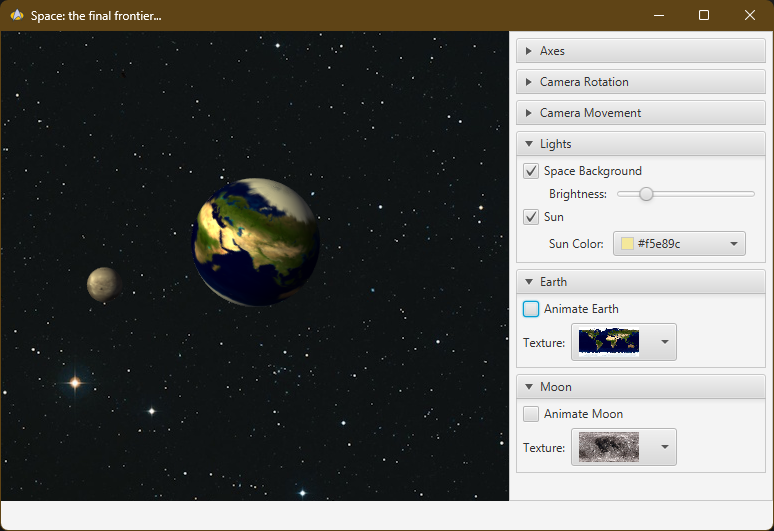 Space: the final frontier...
Axes
Camera Rotation
Camera Movement
Lights
Space Background
Brightness:
Sun
Sun Color: #f5e89c
Earth
Animate Earth
Texture:
Moon
Animate Moon
Texture: